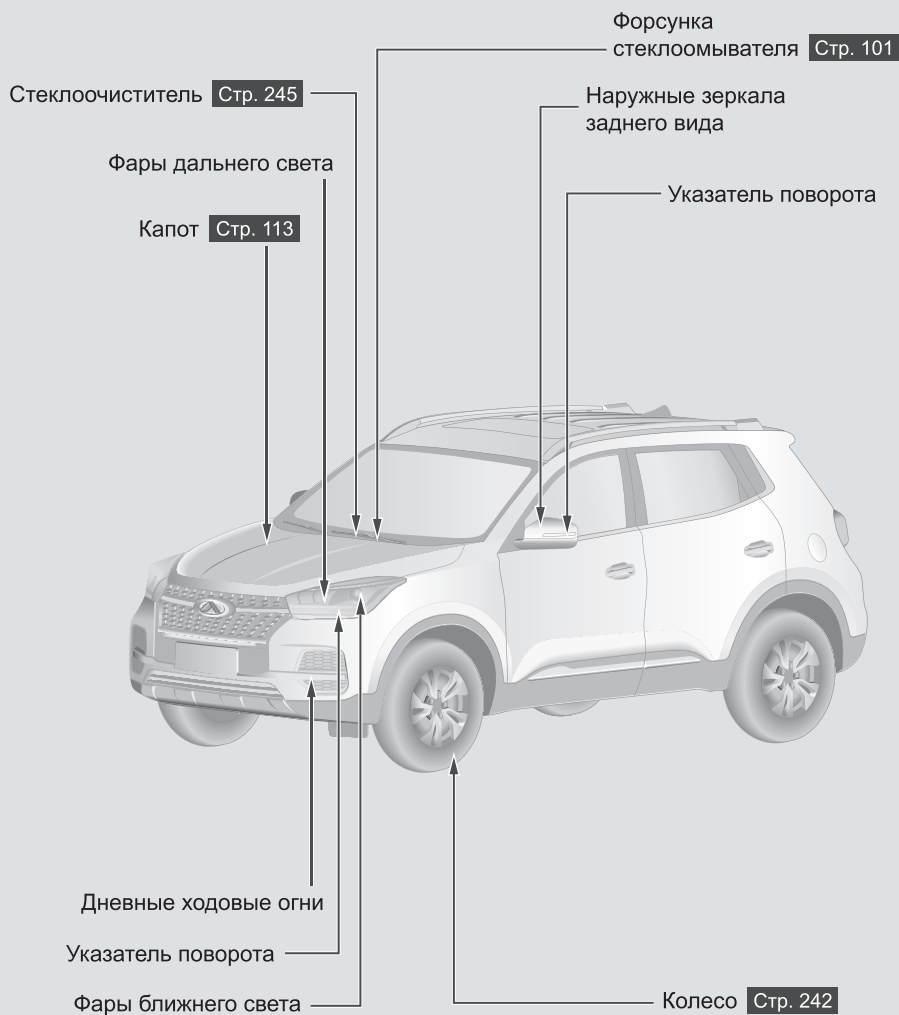 Форсунка
стеклоомывателя Стр. 101
Стеклоочиститель Стр. 245
Наружные зеркала
заднего вида
Фары дальнего света
Указатель поворота
Капот Стр. 113
Дневные ходовые огни
Указатель поворота
Фары ближнего света
Колесо Стр. 242